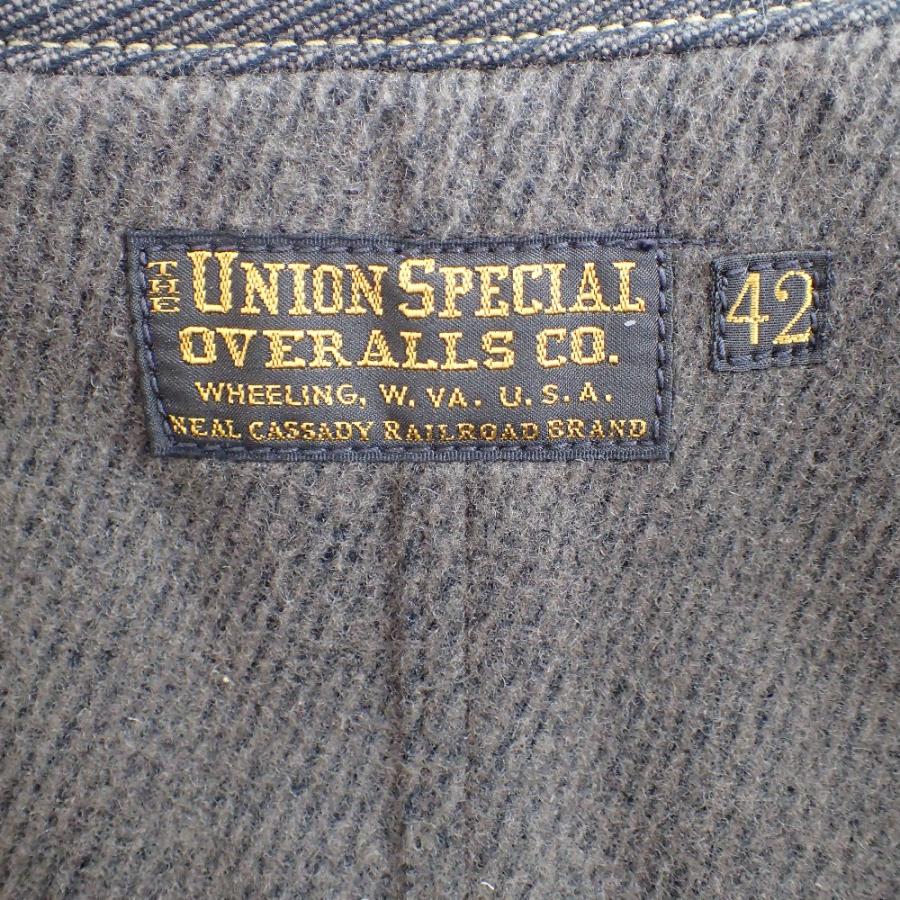 THE UNION SPECIAL
OVERALLS CO.
WHEELING, W. VA. U.S.A.
NEAL CASSADY RAILROAD BRAND
42